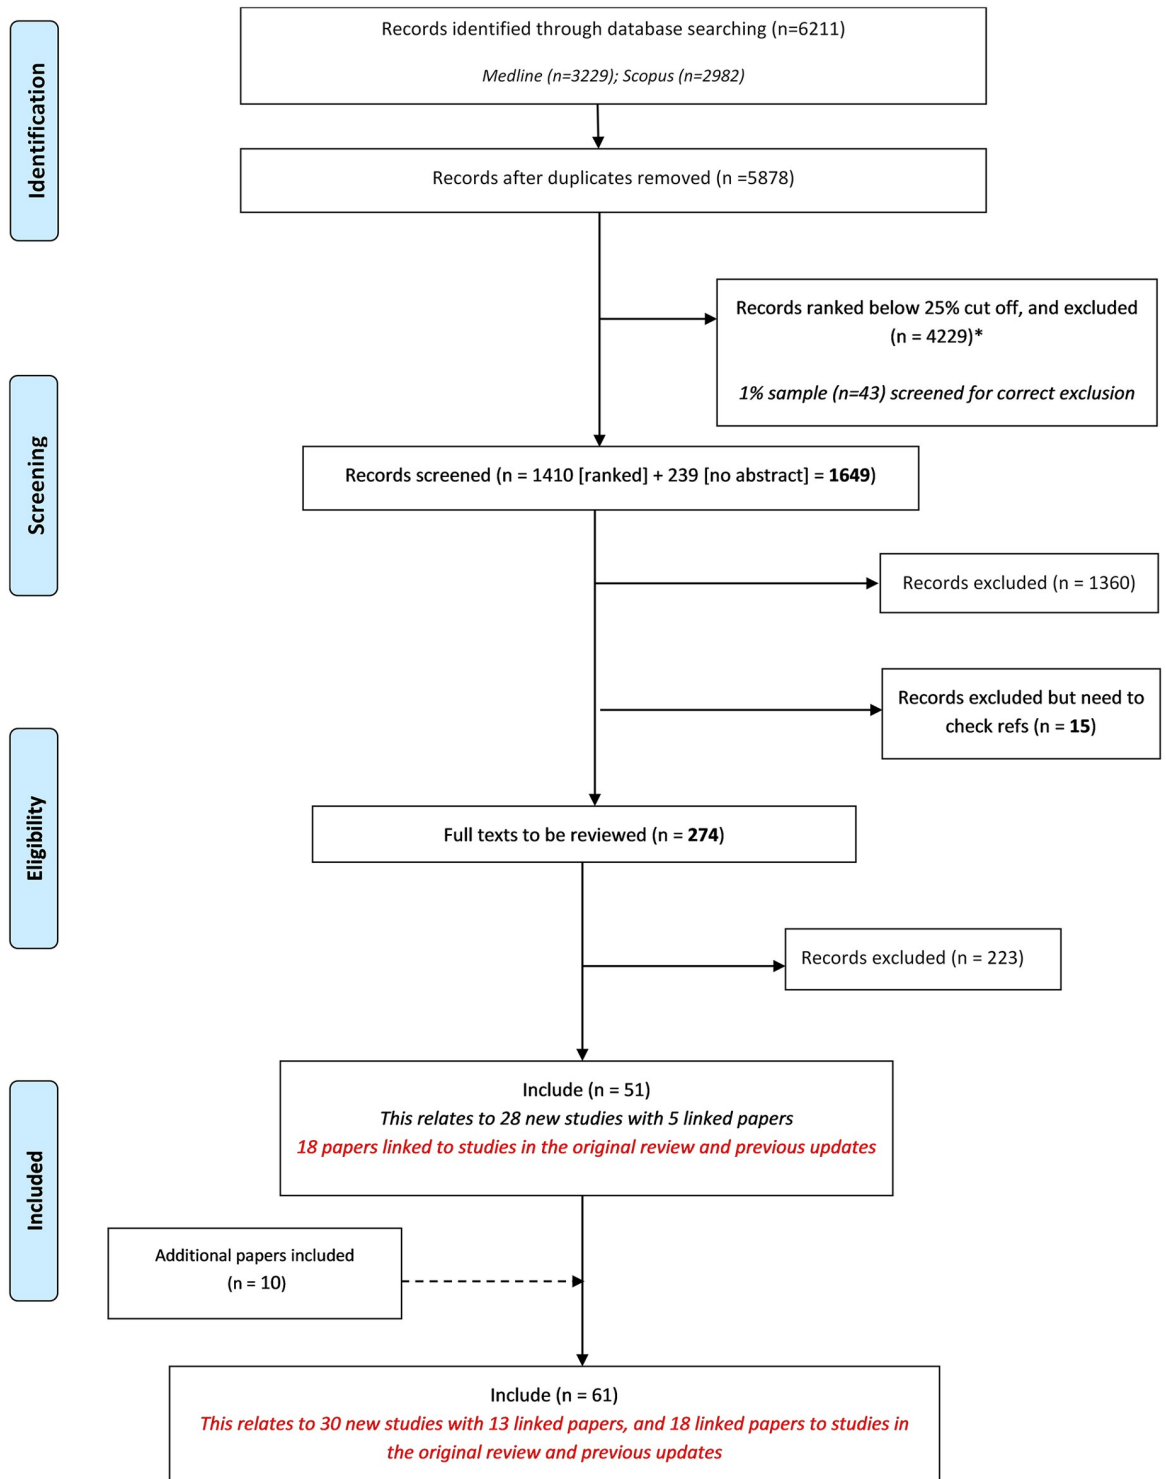 Identification
Records identified through database searching (n=6211)
Medline (n=3229); Scopus (n=2982)
Records after duplicates removed (n =5878)
Records ranked below 25% cut off, and excluded
(n = 4229)*
1% sample (n=43) screened for correct exclusion
Screening
Records screened (n = 1410 [ranked] + 239 [no abstract] = 1649)
Records excluded (n = 1360)
Records excluded but need to
check refs (n = 15)
Eligibility
Full texts to be reviewed (n = 274)
Records excluded (n = 223)
Included
Include (n = 51)
This relates to 28 new studies with 5 linked papers
18 papers linked to studies in the original review and previous updates
Additional papers included
(n = 10)
Include (n = 61)
This relates to 30 new studies with 13 linked papers, and 18 linked papers to studies in
the original review and previous updates